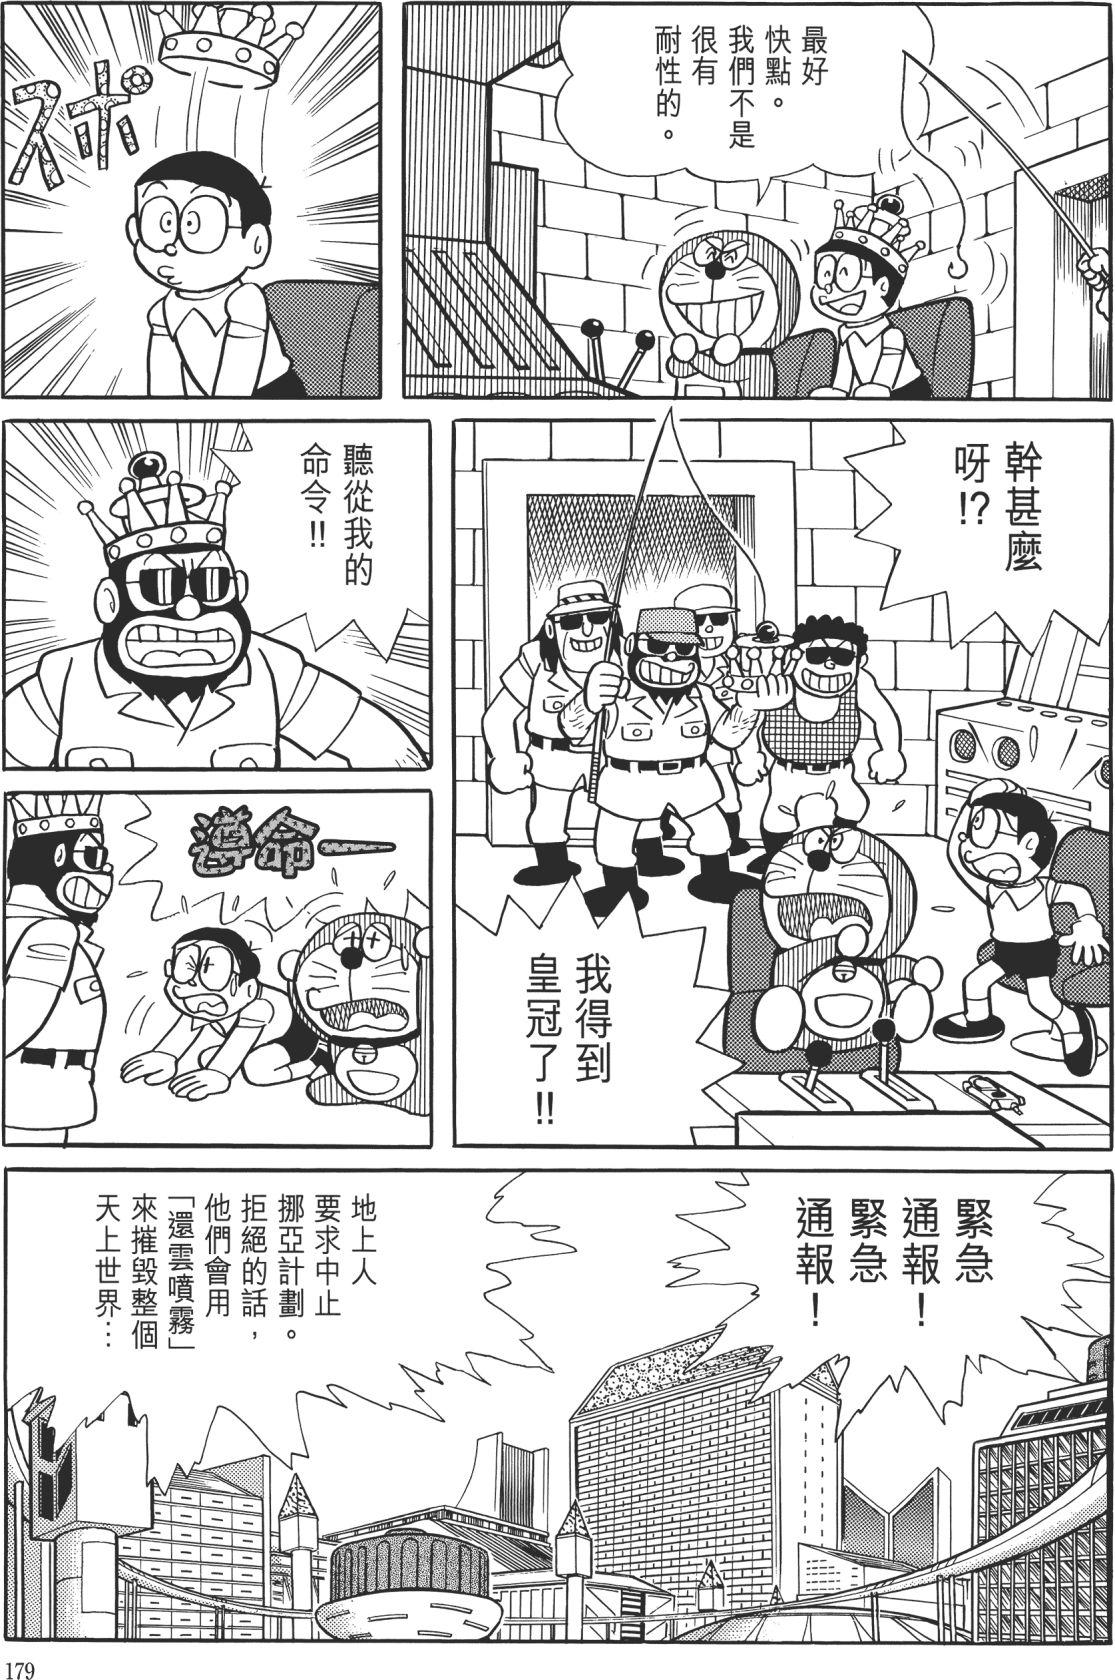 最好
快點。
我們不是
很有
耐性的。
スポ
幹甚麼
呀!?
我得到
皇冠了!!
聽從我的
命令!!
遵命ー
緊急
通報!
緊急
通報!
地上人
要求中止
挪亞計劃。
拒絕的話，
他們會用
「還雲噴霧」
來摧毀整個
天上世界…
179